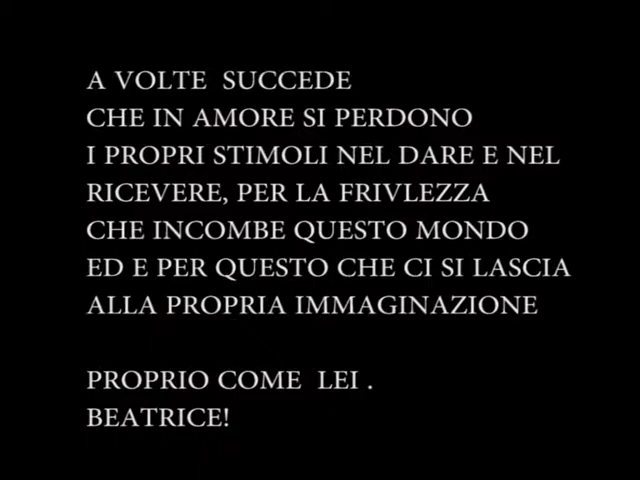 A VOLTE SUCCEDE
CHE IN AMORE SI PERDONO
I PROPRI STIMOLI NEL DARE E NEL
RICEVERE, PER LA FRIVLEZZA
CHE INCOMBE QUESTO MONDO
ED E PER QUESTO CHE CI SI LASCIA
ALLA PROPRIA IMMAGINAZIONE
PROPRIO COME LEI .
BEATRICE!